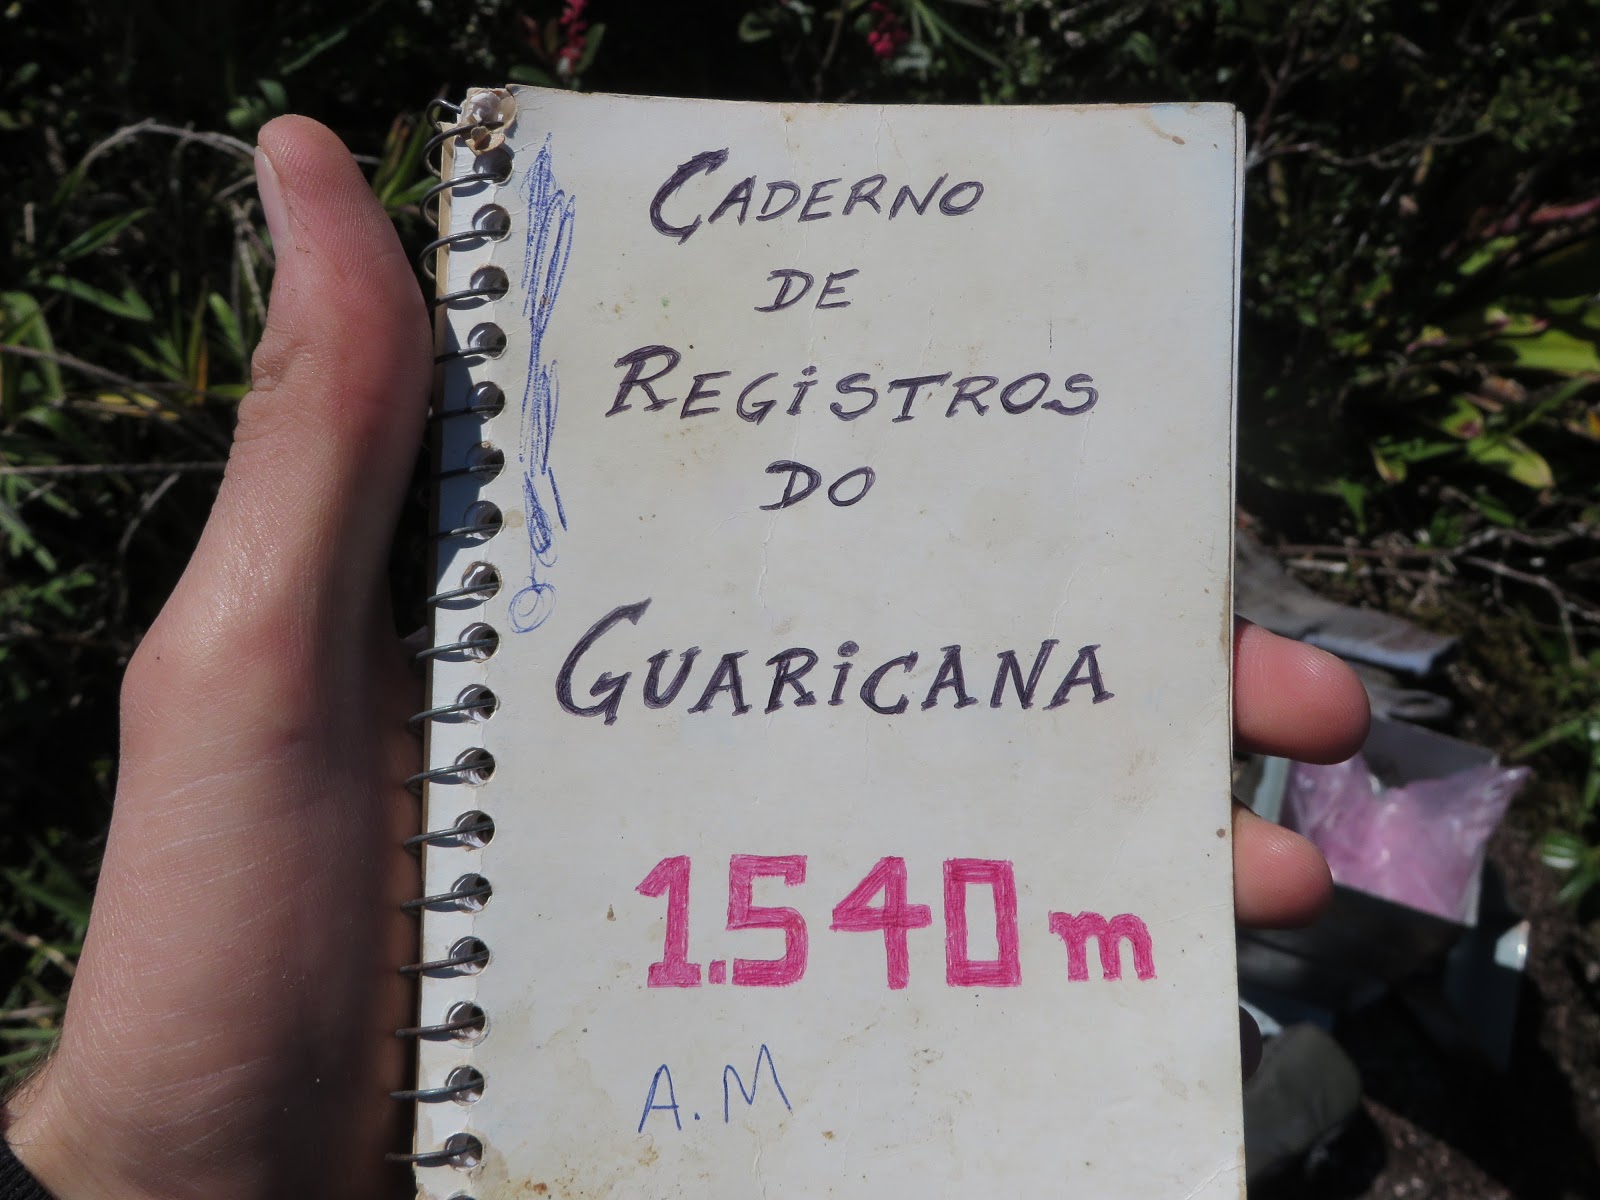 CADERNO
DE
REGiSTROS
DO
GUARiCANA
1.540 m
A.M